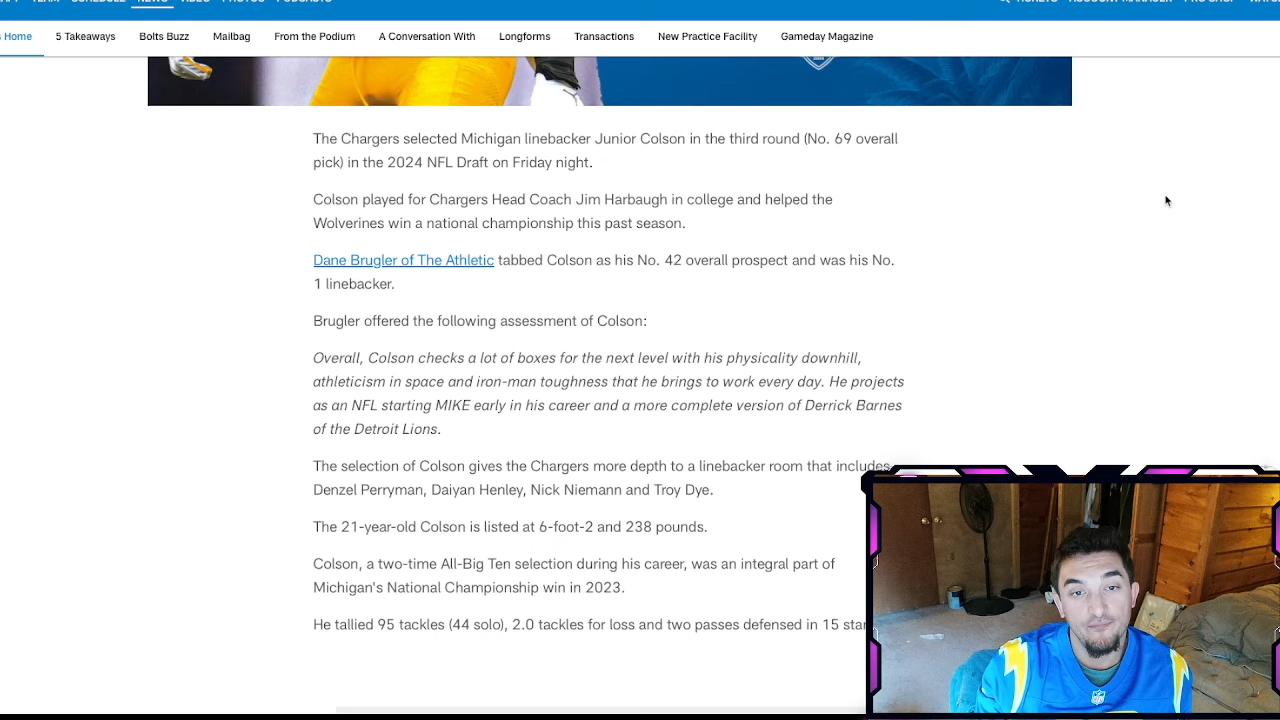 TEAM SCHEDULE NEWS VIDEO PHOTOS PODCASTS TICKETS ACCOUNT MANAGER PRO SHOP
Home 5 Takeaways Bolts Buzz Mailbag From the Podium A Conversation With Longforms Transactions New Practice Facility Gameday Magazine
The Chargers selected Michigan linebacker Junior Colson in the third round (No. 69 overall
pick) in the 2024 NFL Draft on Friday night.
Colson played for Chargers Head Coach Jim Harbaugh in college and helped the
Wolverines win a national championship this past season.
Dane Brugler of The Athletic tabbed Colson as his No. 42 overall prospect and was his No.
1 linebacker.
Brugler offered the following assessment of Colson:
Overall, Colson checks a lot of boxes for the next level with his physicality downhill,
athleticism in space and iron-man toughness that he brings to work every day. He projects
as an NFL starting MIKE early in his career and a more complete version of Derrick Barnes
of the Detroit Lions.
The selection of Colson gives the Chargers more depth to a linebacker room that includes
Denzel Perryman, Daiyan Henley, Nick Niemann and Troy Dye.
The 21-year-old Colson is listed at 6-foot-2 and 238 pounds.
Colson, a two-time All-Big Ten selection during his career, was an integral part of
Michigan's National Championship win in 2023.
He tallied 95 tackles (44 solo), 2.0 tackles for loss and two passes defensed in 15